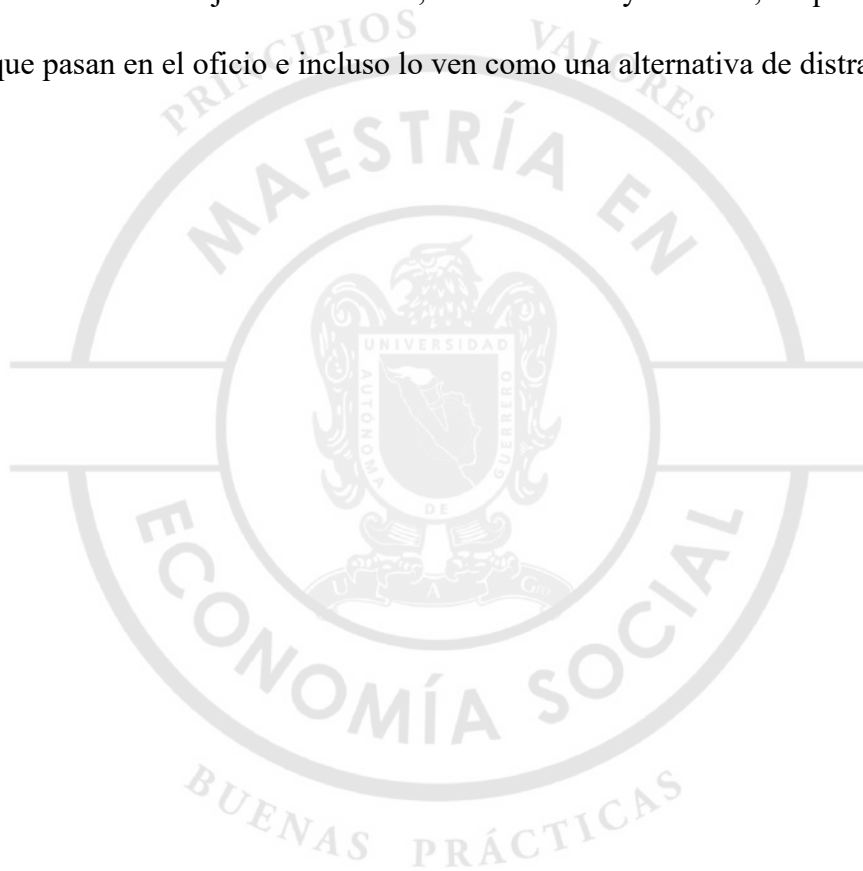 que pasan en el oficio e incluso lo ven como una alternativa de
PRINCIPIOS VALORES
MAESTRÍA EN
UNIVERSIDAD
AUTÓNOMA
GUERRERO
DE
U A Gro
ECONOMÍA SOCIAL
BUENAS PRÁCTICAS